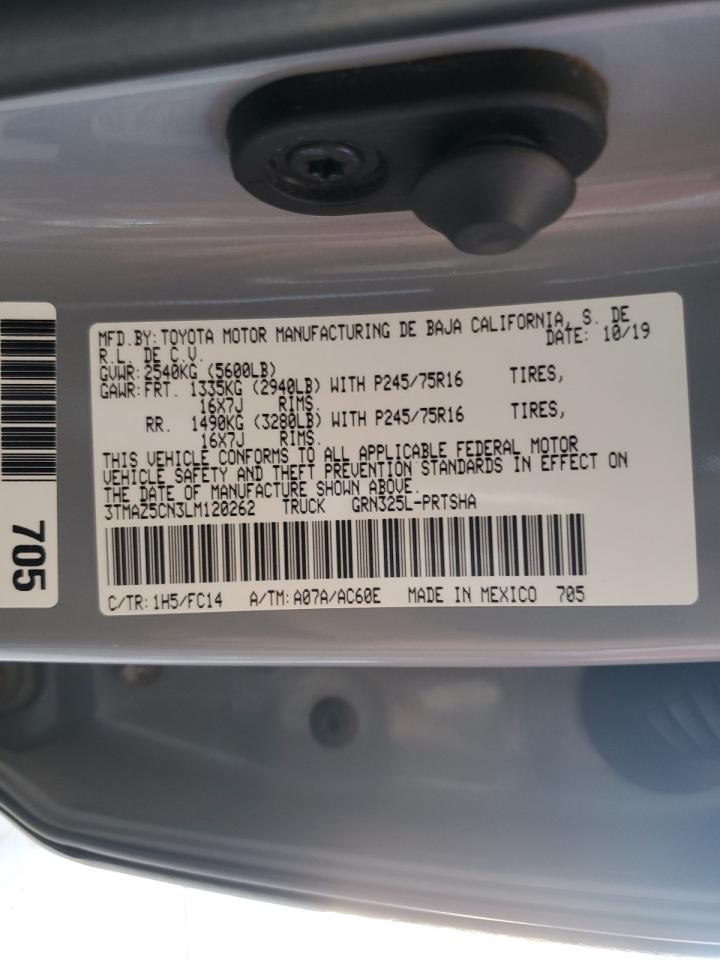 MFD.BY:TOYOTA MOTOR MANUFACTURING DE BAJA CALIFORNIA, S. DE
R.L. DE C.V. DATE: 10/19
GVWR:2540KG (5600LB)
GAWR:FRT. 1335KG (2940LB) WITH P245/75R16 TIRES,
16X7J RIMS.
RR. 1490KG (3280LB) WITH P245/75R16 TIRES,
16X7J RIMS.
THIS VEHICLE CONFORMS TO ALL APPLICABLE FEDERAL MOTOR
VEHICLE SAFETY AND THEFT PREVENTION STANDARDS IN EFFECT ON
THE DATE OF MANUFACTURE SHOWN ABOVE.
3TMAZ5CN3LM120262 TRUCK GRN325L-PRTSHA
C/TR:1H5/FC14 A/TM:A07A/AC60E MADE IN MEXICO 705
705